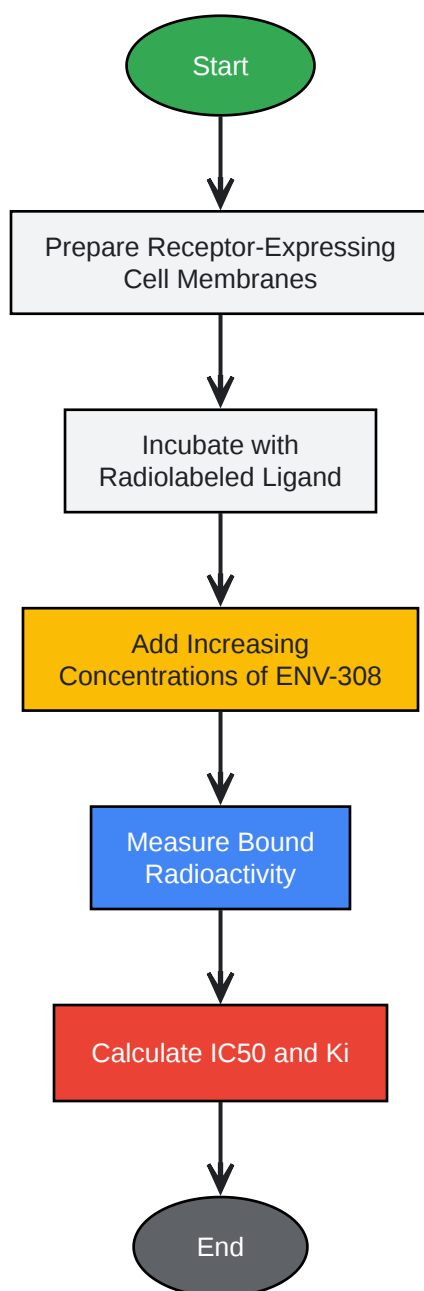 Start
Prepare Receptor-Expressing
Cell Membranes
Incubate with
Radiolabeled Ligand
Add Increasing
Concentrations of ENV-308
Measure Bound
Radioactivity
Calculate IC50 and Ki
End